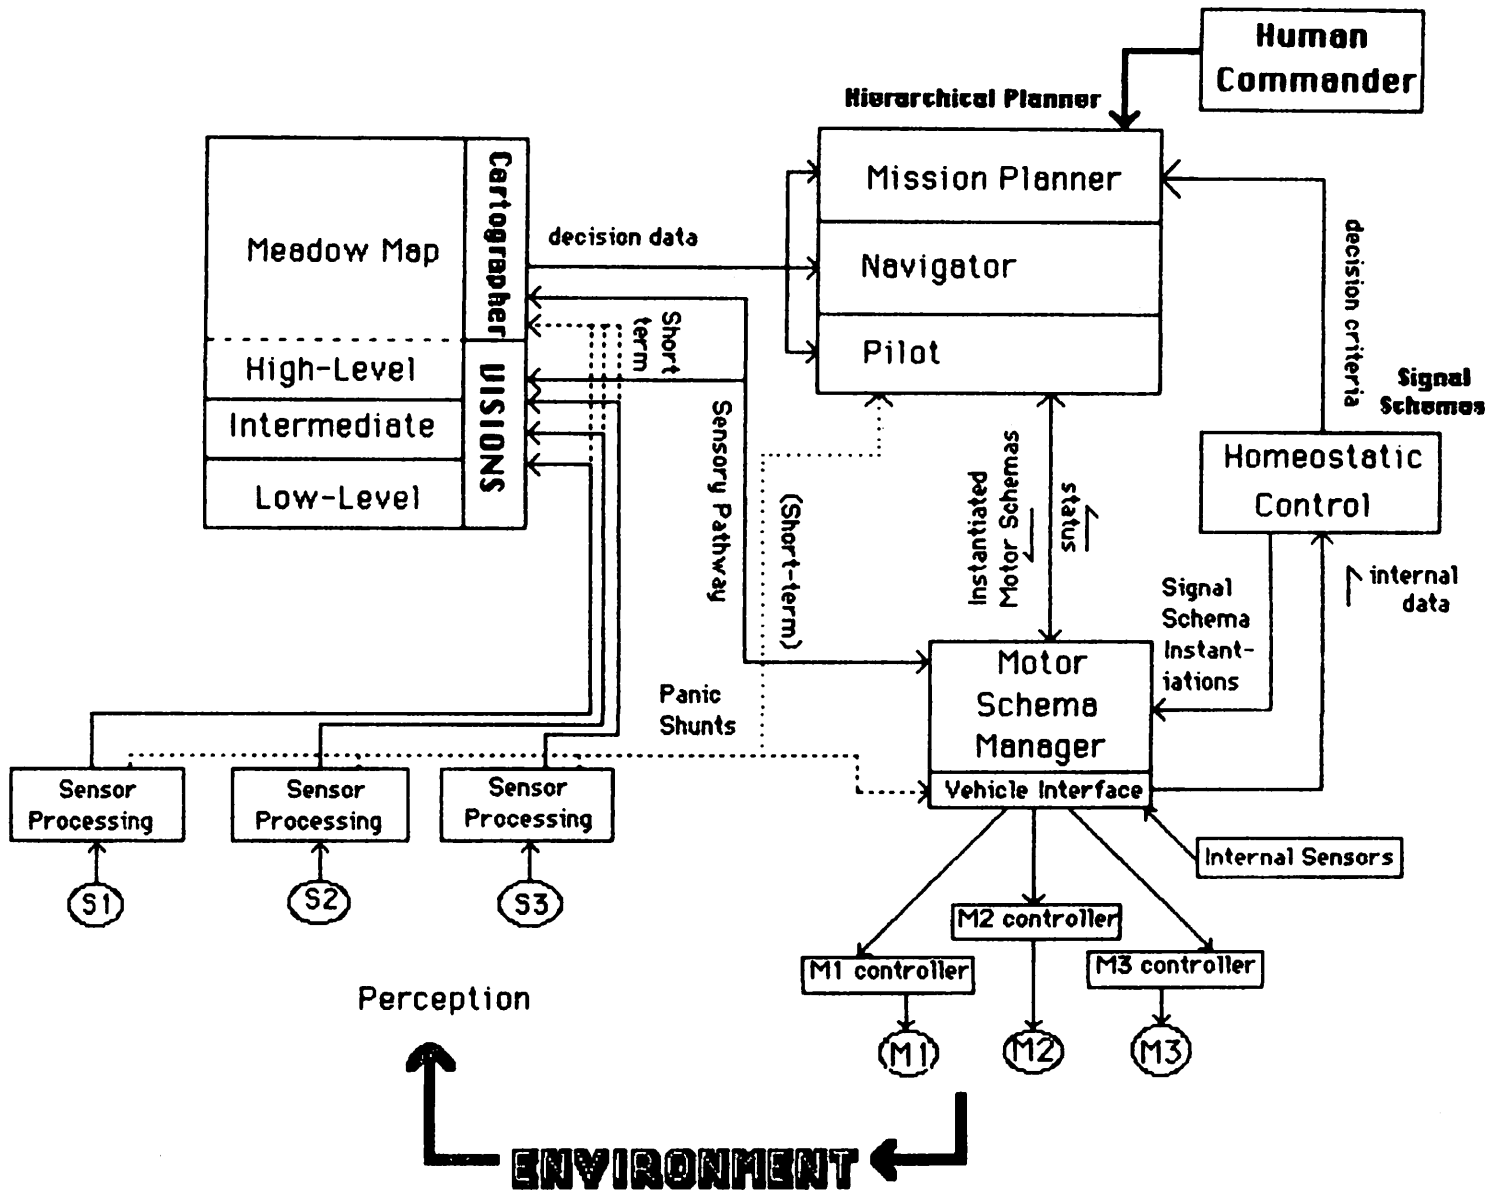 Human
Commander
Hierarchical Planner
Mission Planner
Navigator
Pilot
Cartographer
Meadow Map
High-Level
Intermediate
Low-Level
VISIONS
decision data
Short
term
Sensory Pathway
(Short-term)
Instantiated
Motor Schemas
status
decision criteria
Signal
Schemas
Homeostatic
Control
Signal
Schema
Instant-
iations
internal
data
Motor
Schema
Manager
Vehicle Interface
Panic
Shunts
Sensor
Processing
Sensor
Processing
Sensor
Processing
S1
S2
S3
Internal Sensors
M2 controller
M1 controller
M3 controller
M1
M2
M3
Perception
ENVIRONMENT